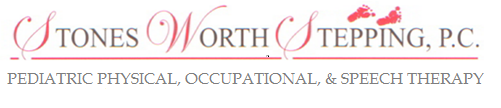 STONES WORTH STEPPING, P.C.
PEDIATRIC PHYSICAL, OCCUPATIONAL, & SPEECH THERAPY